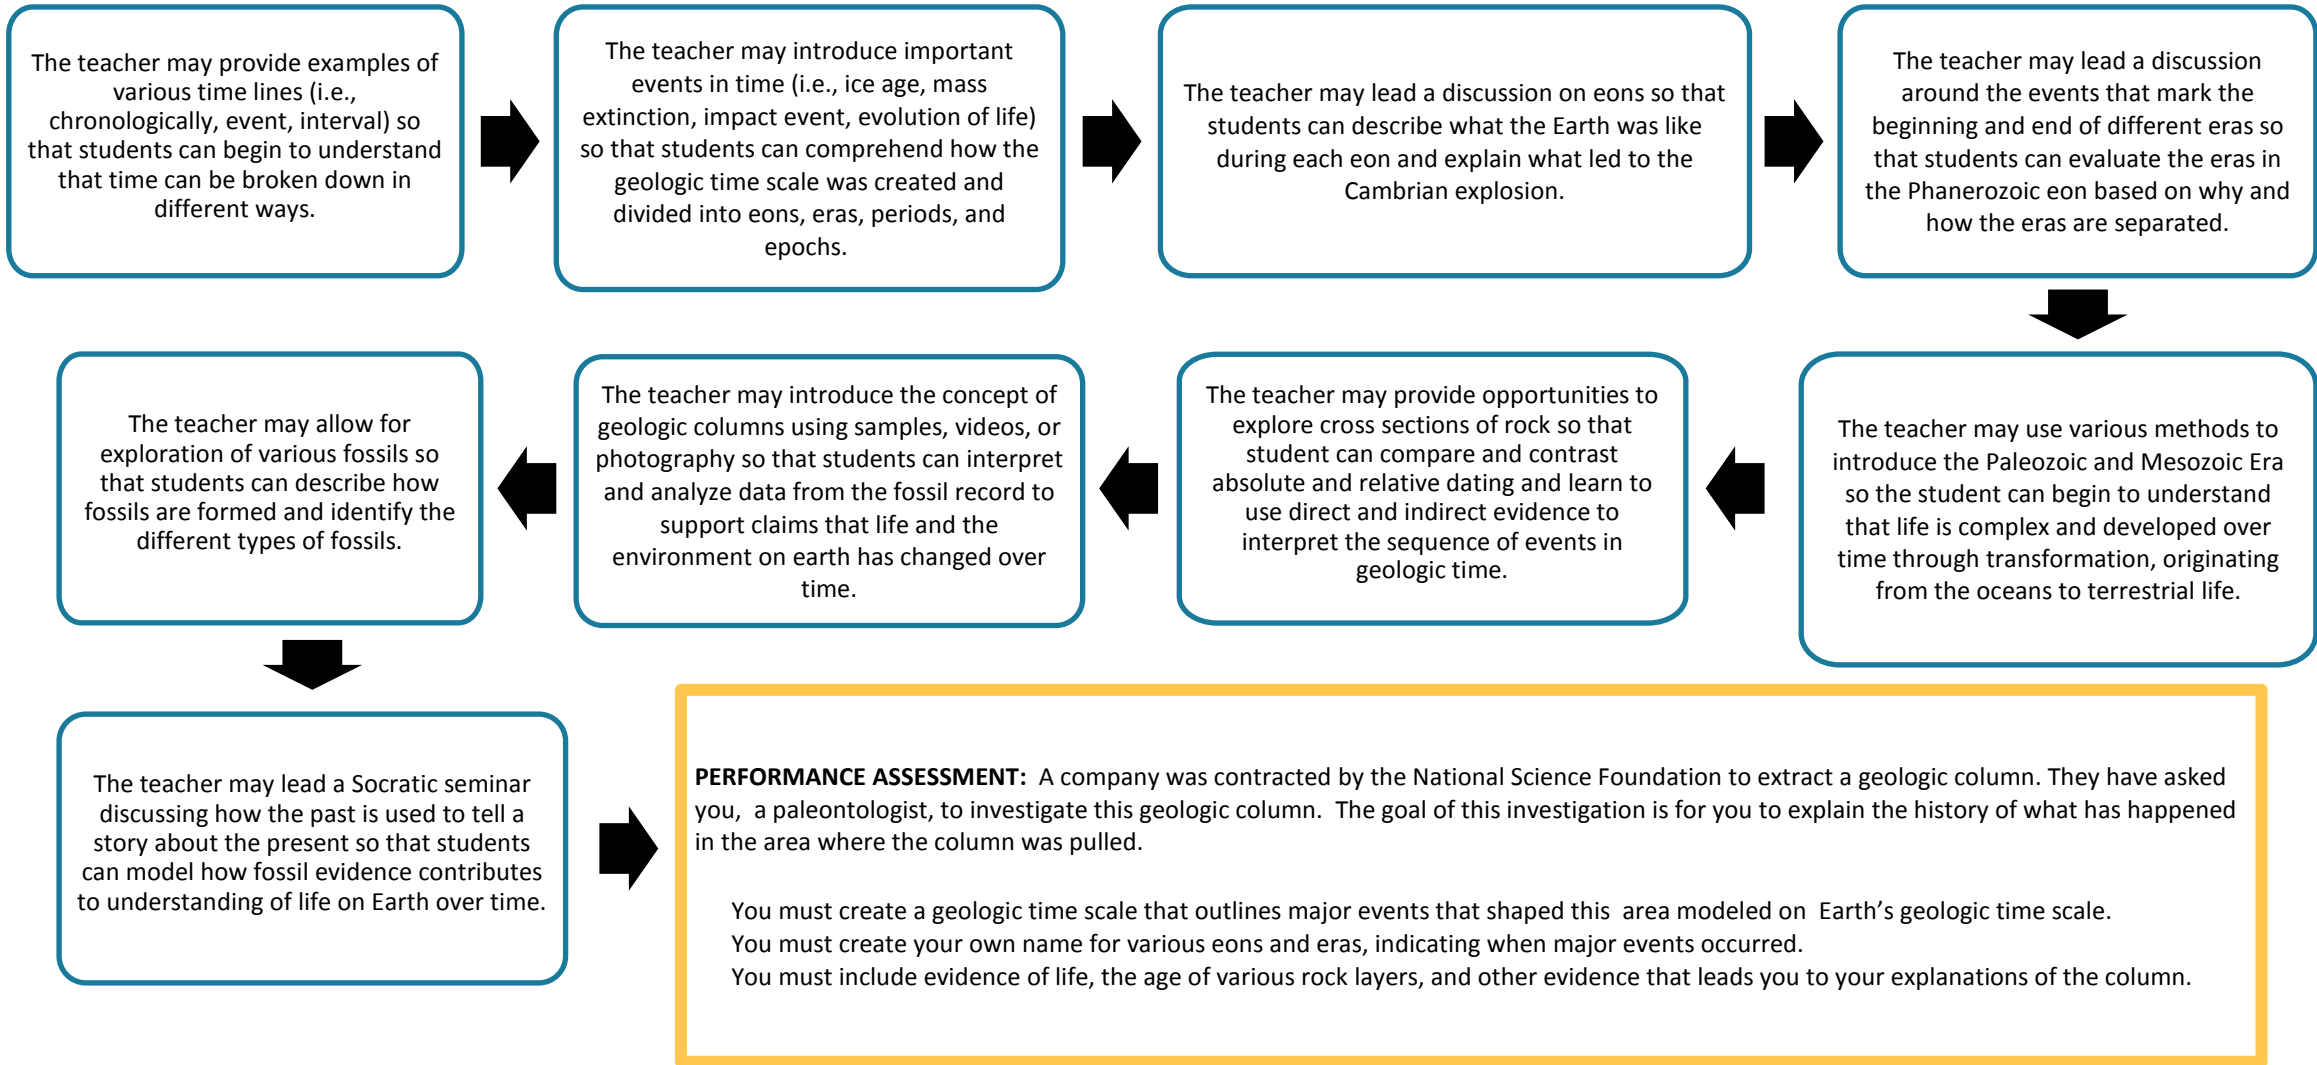 The teacher may provide examples of
various time lines (i.e.,
chronologically, event, interval) so
that students can begin to understand
that time can be broken down in
different ways.
The teacher may introduce important
events in time (i.e., ice age, mass
extinction, impact event, evolution of life)
so that students can comprehend how the
geologic time scale was created and
divided into eons, eras, periods, and
epochs.
The teacher may lead a discussion on eons so that
students can describe what the Earth was like
during each eon and explain what led to the
Cambrian explosion.
The teacher may lead a discussion
around the events that mark the
beginning and end of different eras so
that students can evaluate the eras in
the Phanerozoic eon based on why and
how the eras are separated.
The teacher may use various methods to
introduce the Paleozoic and Mesozoic Era
so the student can begin to understand
that life is complex and developed over
time through transformation, originating
from the oceans to terrestrial life.
The teacher may provide opportunities to
explore cross sections of rock so that
student can compare and contrast
absolute and relative dating and learn to
use direct and indirect evidence to
interpret the sequence of events in
geologic time.
The teacher may introduce the concept of
geologic columns using samples, videos, or
photography so that students can interpret
and analyze data from the fossil record to
support claims that life and the
environment on earth has changed over
time.
The teacher may allow for
exploration of various fossils so
that students can describe how
fossils are formed and identify the
different types of fossils.
The teacher may lead a Socratic seminar
discussing how the past is used to tell a
story about the present so that students
can model how fossil evidence contributes
to understanding of life on Earth over time.
PERFORMANCE ASSESSMENT: A company was contracted by the National Science Foundation to extract a geologic column. They have asked
you, a paleontologist, to investigate this geologic column. The goal of this investigation is for you to explain the history of what has happened
in the area where the column was pulled.
You must create a geologic time scale that outlines major events that shaped this area modeled on Earth's geologic time scale.
You must create your own name for various eons and eras, indicating when major events occurred.
You must include evidence of life, the age of various rock layers, and other evidence that leads you to your explanations of the column.